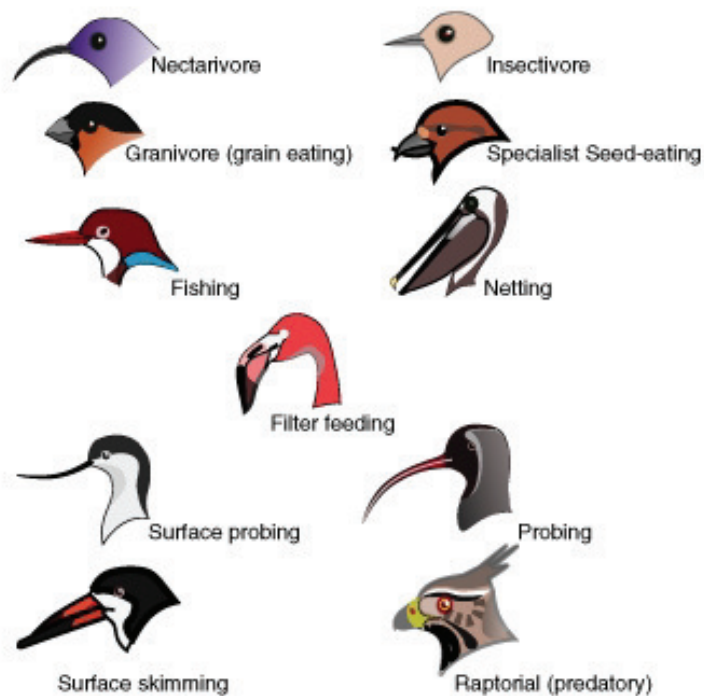 Nectarivore
Insectivore
Granivore (grain eating)
Specialist Seed-eating
Fishing
Netting
Filter feeding
Surface probing
Probing
Surface skimming
Raptorial (predatory)